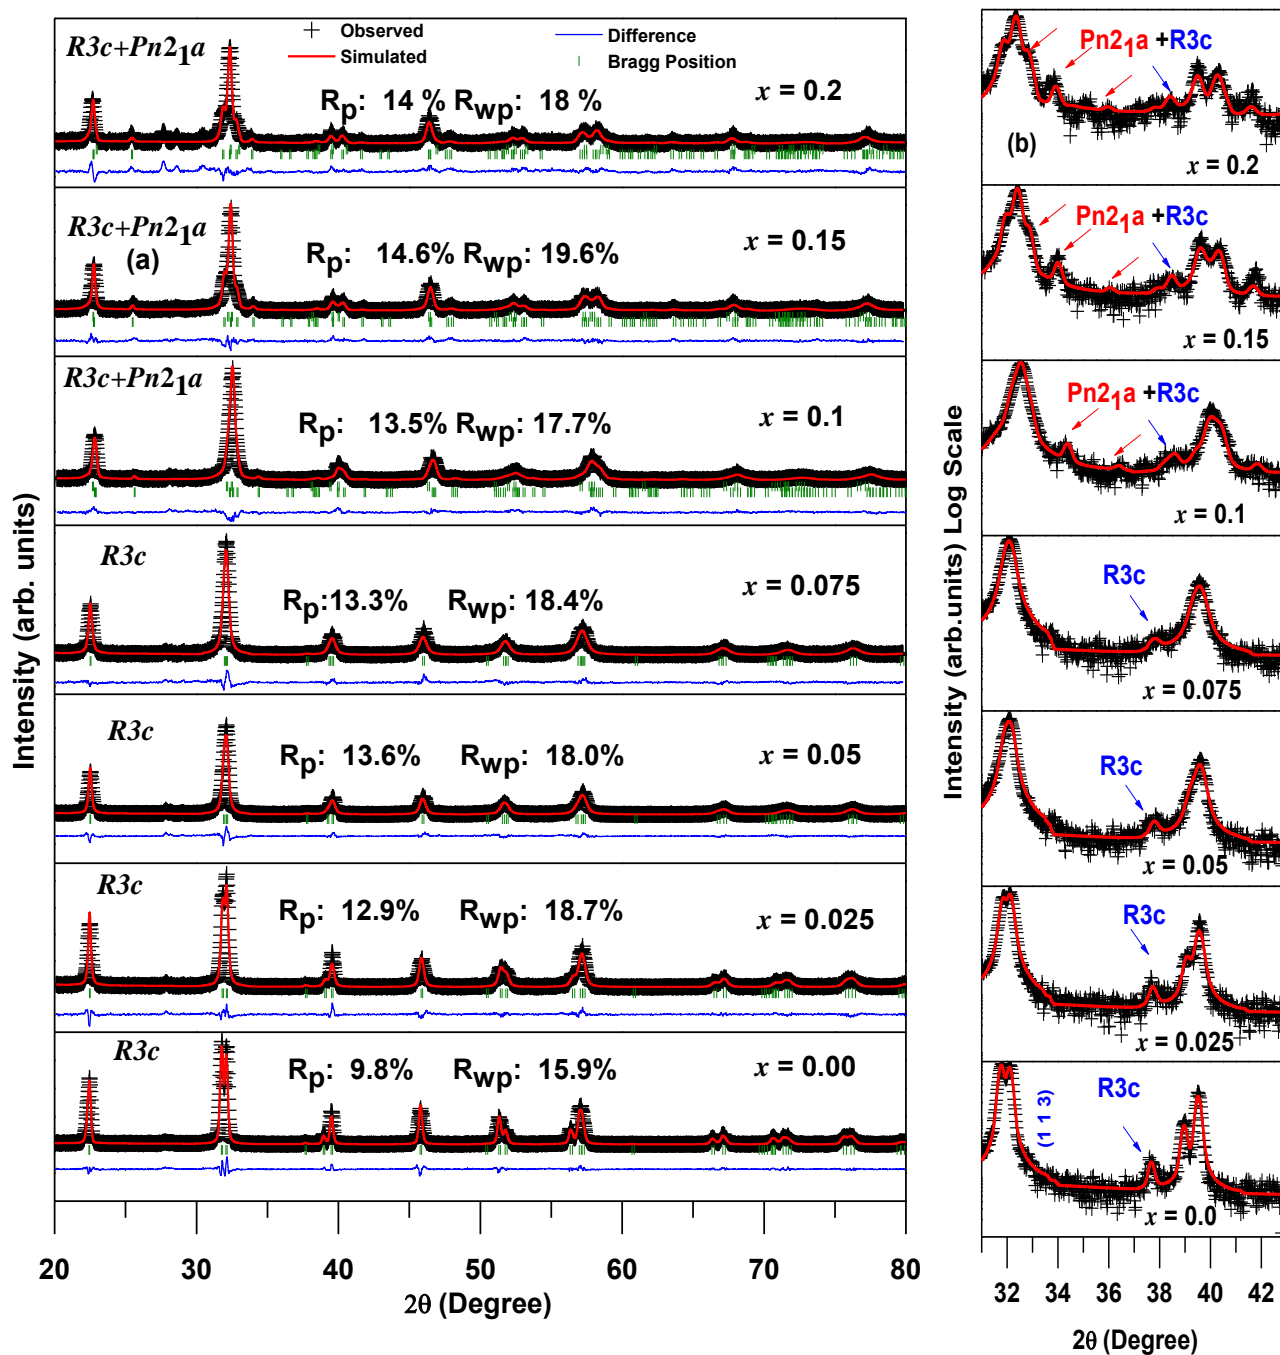 Observed
Simulated
Difference
Bragg Position
R3c+Pn2₁a
Rp: 14 % Rwp: 18 %
x = 0.2
R3c+Pn2₁a
(a)
Rp: 14.6% Rwp: 19.6%
x = 0.15
R3c+Pn2₁a
Rp: 13.5% Rwp: 17.7%
x = 0.1
R3c
Rp:13.3% Rwp: 18.4%
x = 0.075
R3c
Rp: 13.6% Rwp: 18.0%
x = 0.05
R3c
Rp: 12.9% Rwp: 18.7%
x = 0.025
R3c
Rp: 9.8% Rwp: 15.9%
x = 0.00
Intensity (arb. units)
20 30 40 50 60 70 80
2θ (Degree)
Pn2₁a +R3c
(b)
x = 0.2
Pn2₁a +R3c
x = 0.15
Pn2₁a +R3c
x = 0.1
R3c
x = 0.075
R3c
x = 0.05
R3c
x = 0.025
R3c
(1 1 3)
x = 0.0
Intensity (arb.units) Log Scale
32 34 36 38 40 42
2θ (Degree)